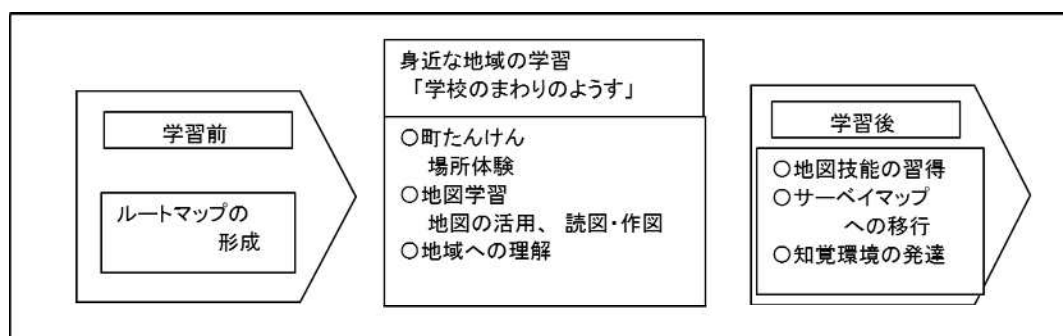 学習前
ルートマップの
形成
身近な地域の学習
「学校のまわりのようす」
○町たんけん
場所体験
○地図学習
地図の活用、読図・作図
○地域への理解
学習後
○地図技能の習得
○サーベイマップ
への移行
○知覚環境の発達